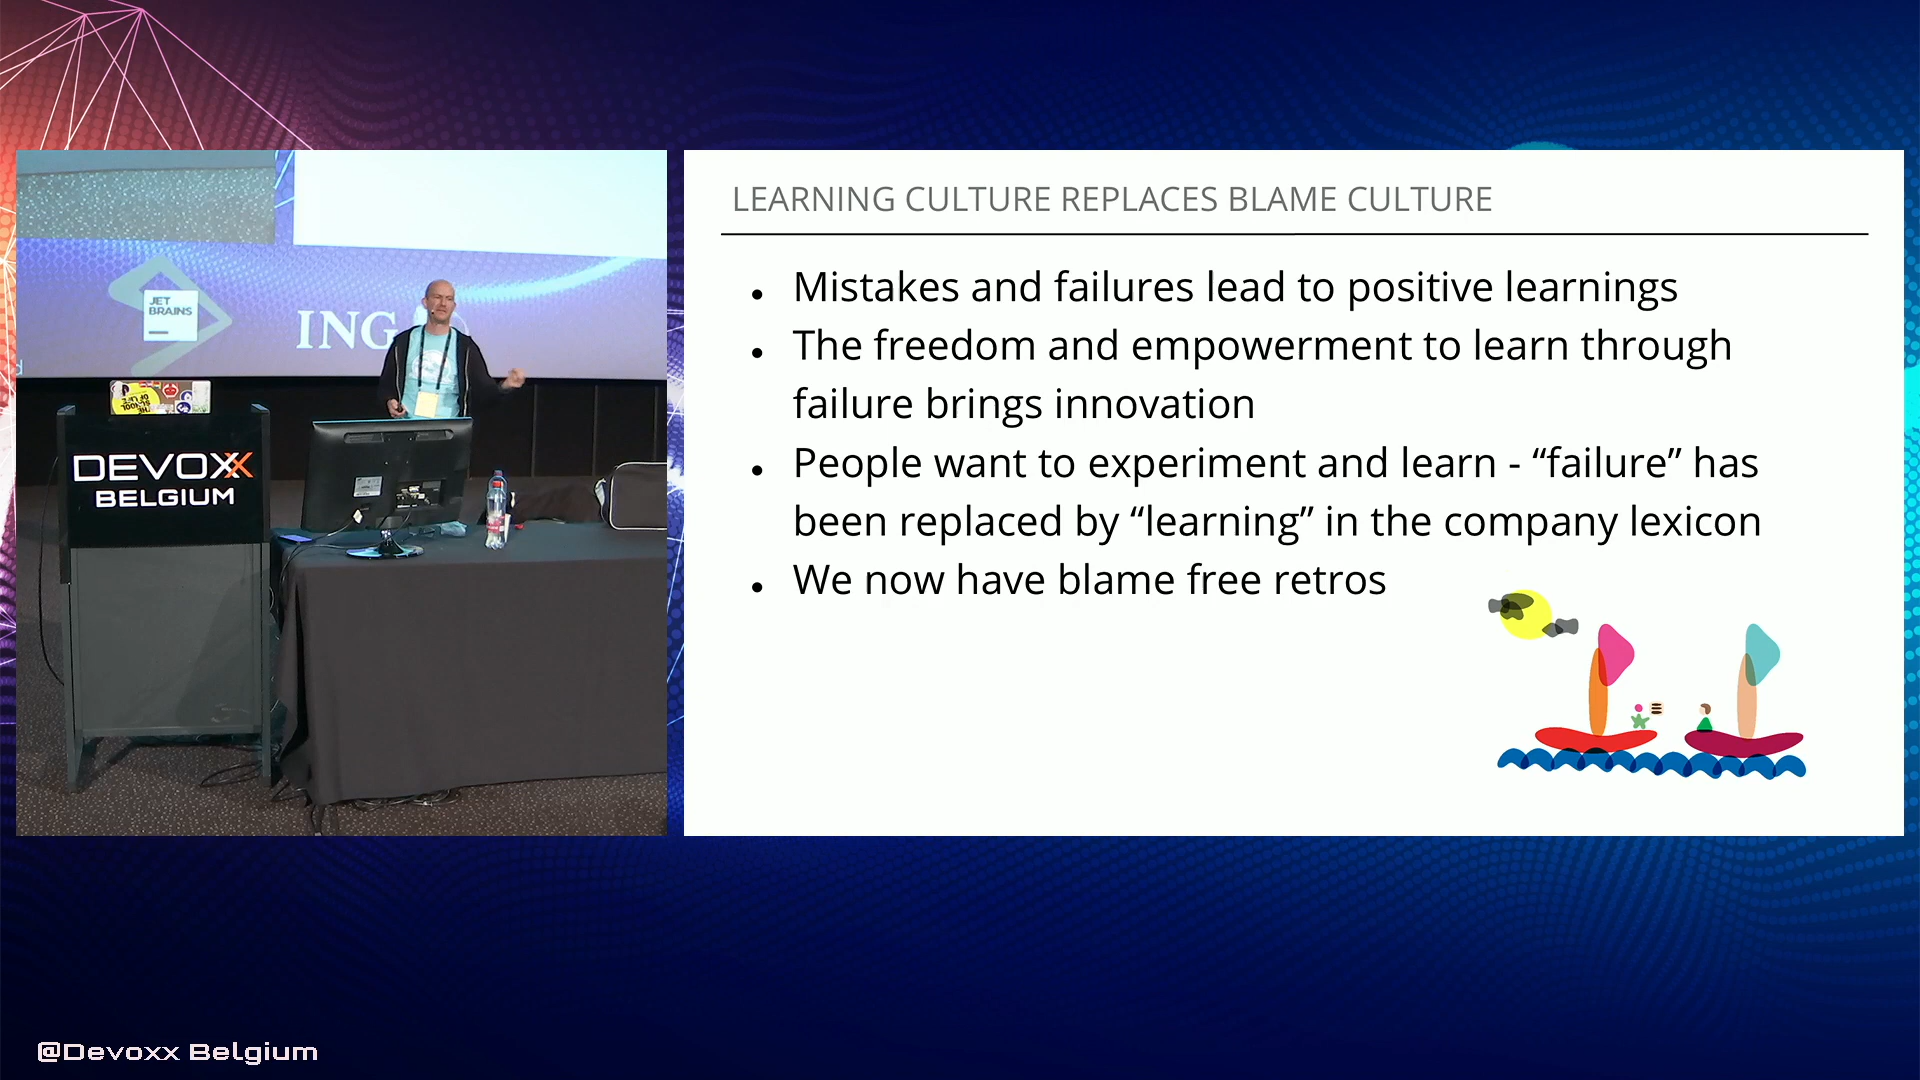 LEARNING CULTURE REPLACES BLAME CULTURE
• Mistakes and failures lead to positive learnings
• The freedom and empowerment to learn through
failure brings innovation
• People want to experiment and learn - “failure” has
been replaced by “learning” in the company lexicon
• We now have blame free retros
JET
BRAINS
ING
DEVOXX
BELGIUM
@Devoxx Belgium